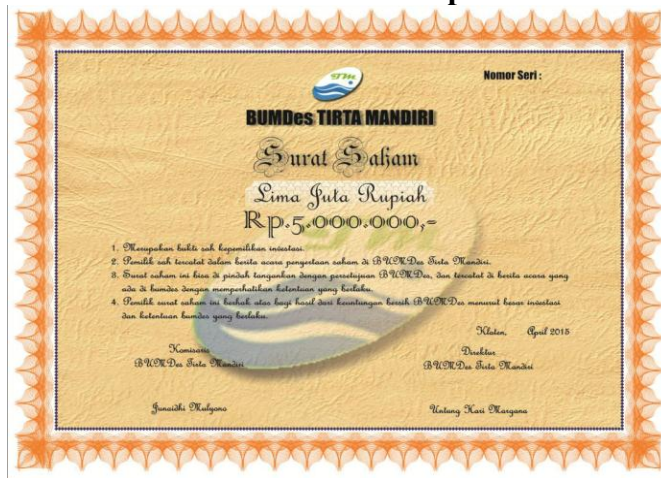 Nomor Seri :
TM
BUMDes TIRTA MANDIRI
Surat Saham
Lima Juta Rupiah
Rp.5.000.000,-
1. Merupakan bukti sah kepemilikan investasi.
2. Pemilik sah tercatat dalam berita acara penyertaan saham di BUMDes Tirta Mandiri.
3. Surat saham ini bisa di pindah tangankan dengan persetujuan BUMDes, dan tercatat di berita acara yang
ada di bumdes dengan memperhatikan ketentuan yang berlaku.
4. Pemilik surat saham ini berhak atas bagi hasil dari keuntungan bersih BUMDes menurut besar investasi
dan ketentuan bumdes yang berlaku.
Klaten, April 2015
Komisaris
BUMDes Tirta Mandiri
Direktur
BUMDes Tirta Mandiri
Junaidhi Mulyono
Untung Hari Margana